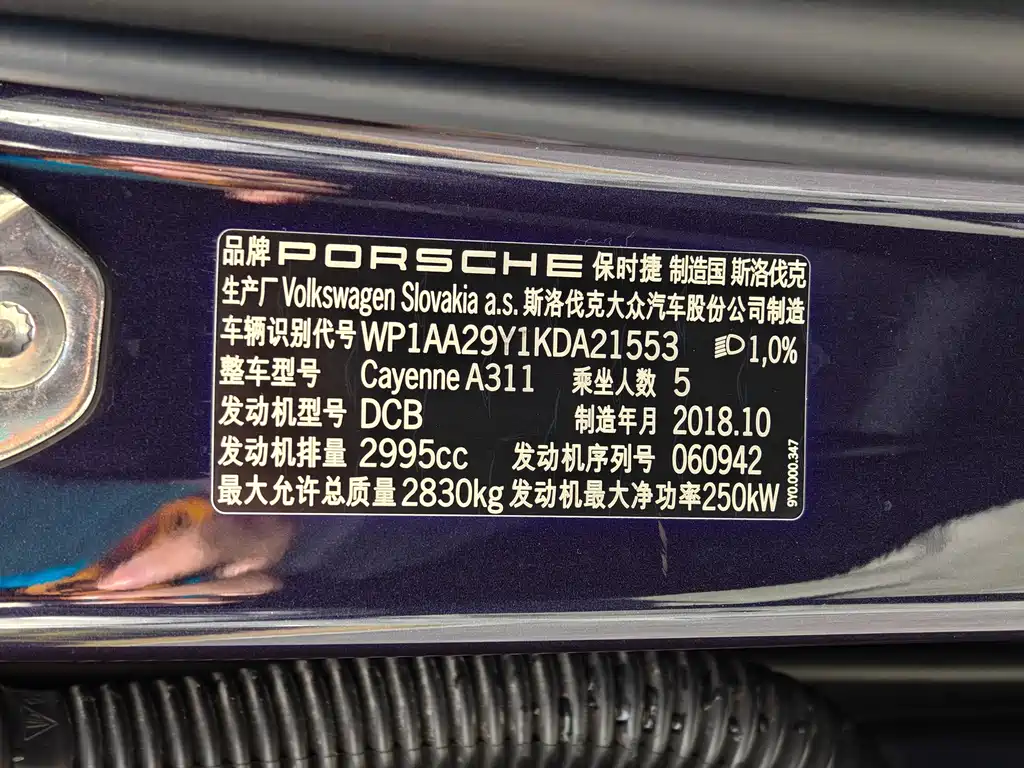 品牌 PORSCHE 保时捷 制造国 斯洛伐克
生产厂 Volkswagen Slovakia a.s. 斯洛伐克大众汽车股份公司制造
车辆识别代号 WP1AA29Y1KDA21553 1,0%
整车型号 Cayenne A311 乘坐人数 5
发动机型号 DCB 制造年月 2018.10
发动机排量 2995cc 发动机序列号 060942
最大允许总质量 2830kg 发动机最大净功率 250kW
9Y0.000.347